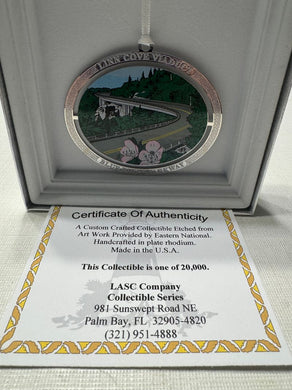 LINN COVE VIADUCT
BLUE RIDGE PARKWAY
Certificate Of Authenticity
A Custom Crafted Collectible Etched from
Art Work Provided by Eastern National.
Handcrafted in plate rhodium.
Made in the U.S.A.
This Collectible is one of 20,000.
LASC Company
Collectible Series
981 Sunswept Road NE
Palm Bay, FL 32905-4820
(321) 951-4888